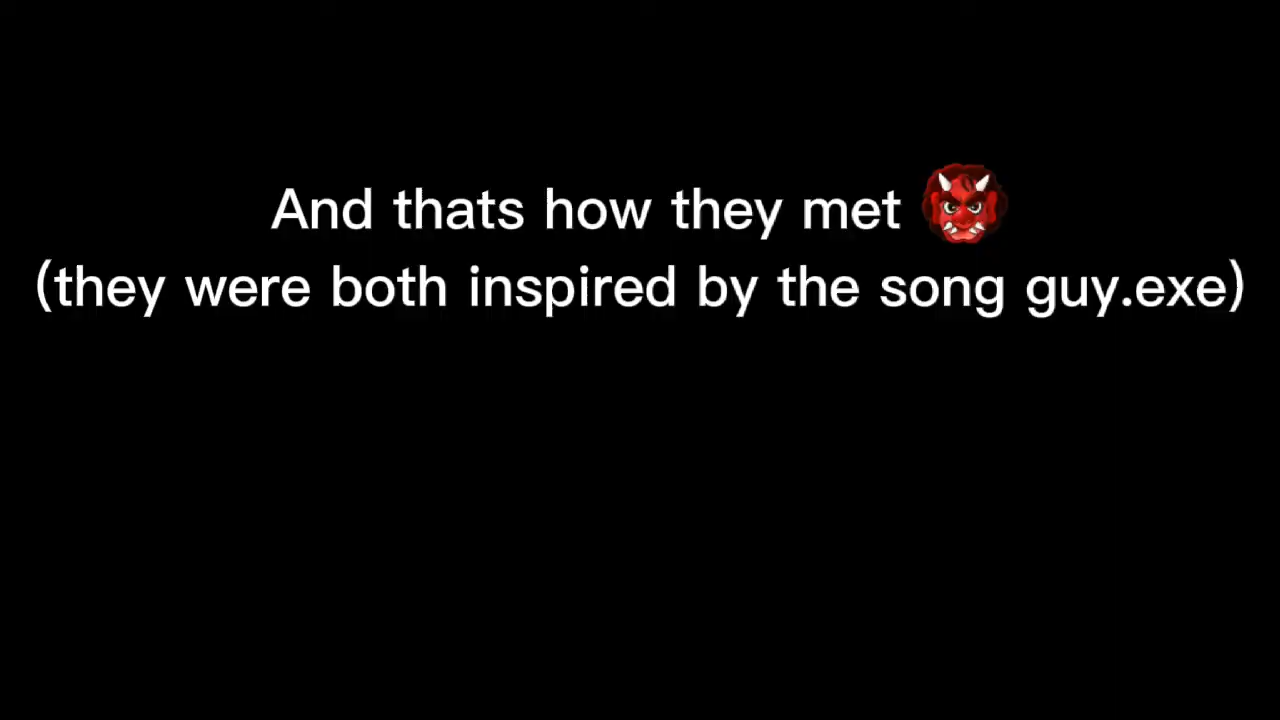 And thats how they met 👹
(they were both inspired by the song guy.exe)